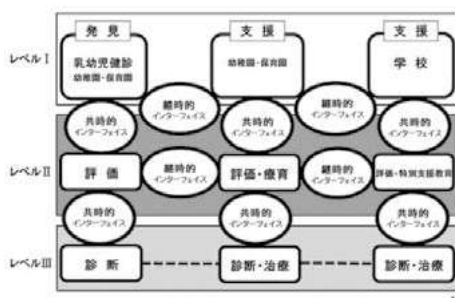 発 見
支 援
支 援
レベルⅠ
乳幼児健診
幼稚園・保育園
幼稚園・保育園
学 校
継時的
インターフェイス
継時的
インターフェイス
共時的
インターフェイス
共時的
インターフェイス
共時的
インターフェイス
レベルⅡ
評 価
継時的
インターフェイス
評価・療育
継時的
インターフェイス
評価・特別支援教育
共時的
インターフェイス
共時的
インターフェイス
共時的
インターフェイス
レベルⅢ
診 断
診断・治療
診断・治療